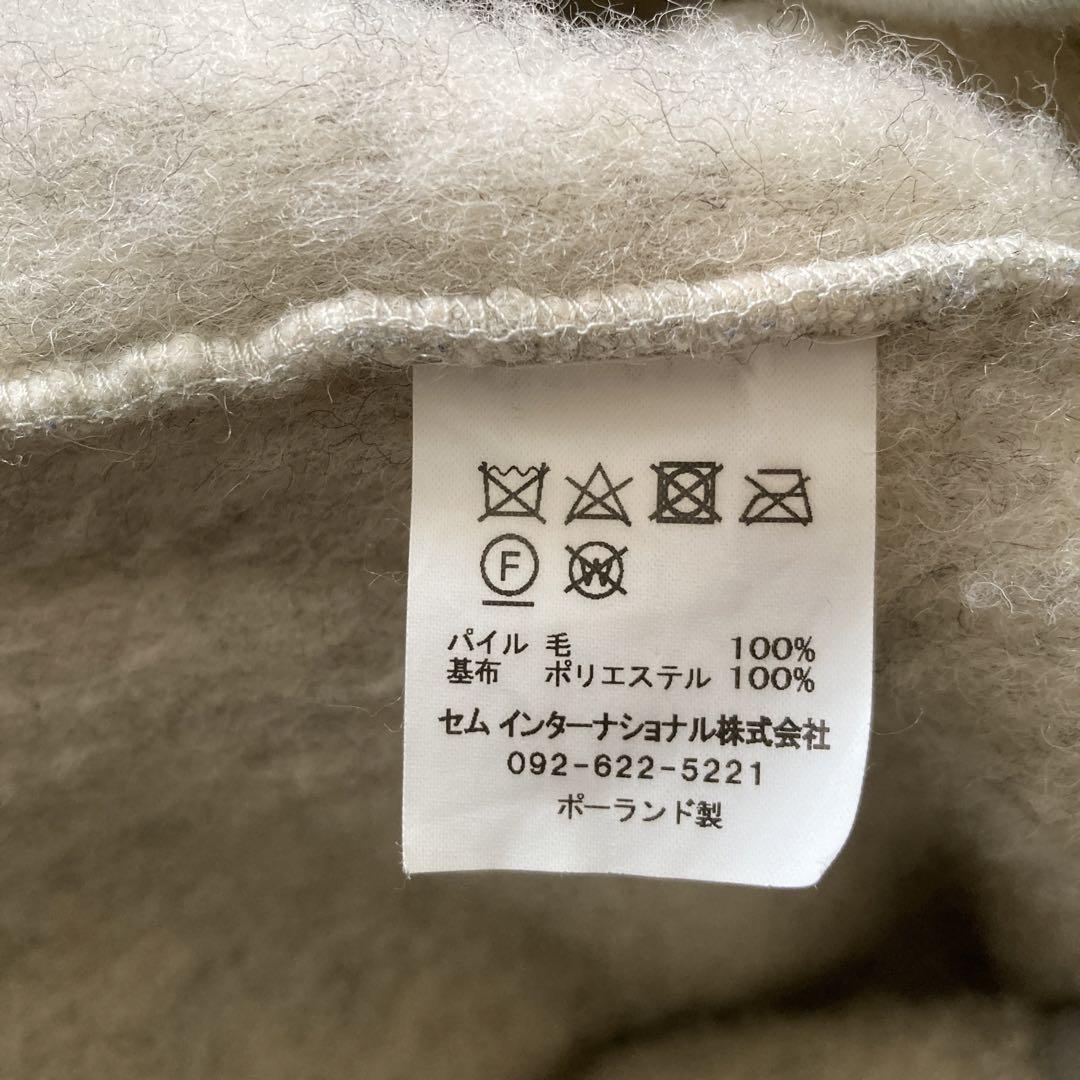 F W
パイル 毛 100%
基布 ポリエステル 100%
セム インターナショナル株式会社
092-622-5221
ポーランド製